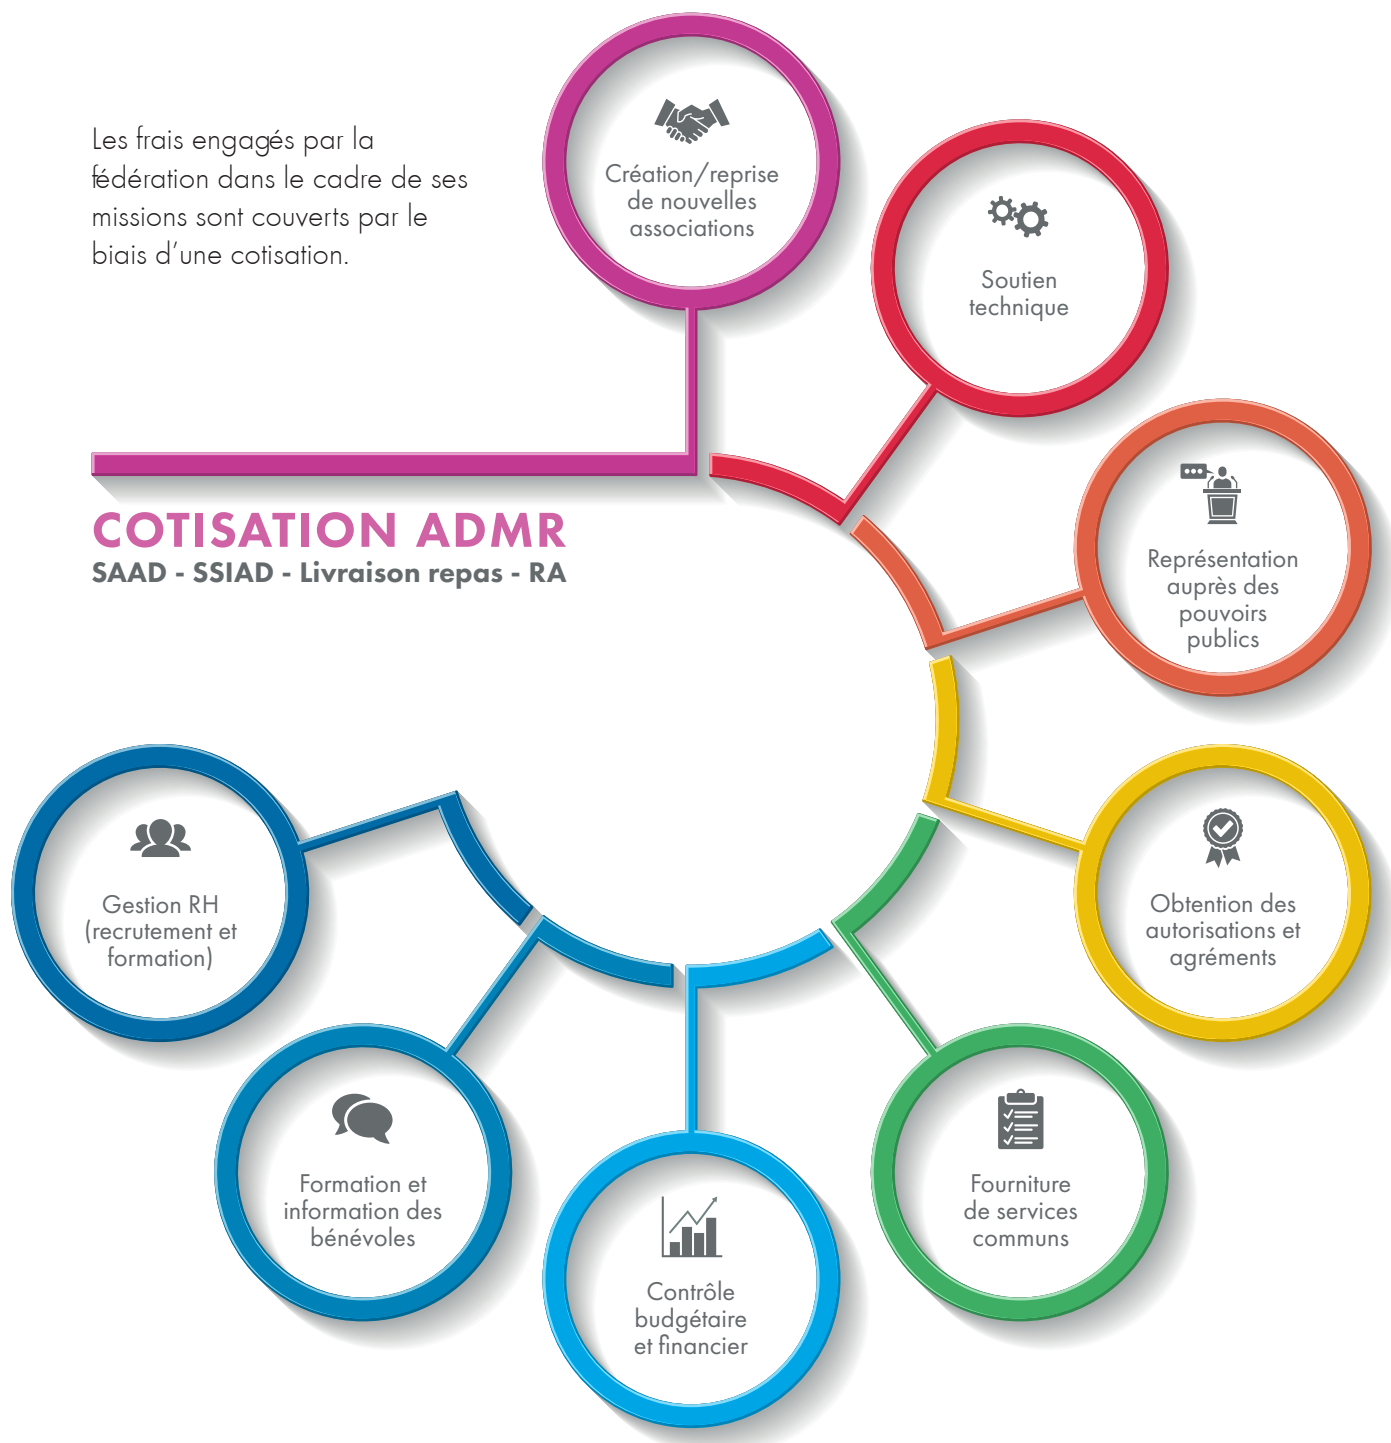 Les frais engagés par la
fédération dans le cadre de ses
missions sont couverts par le
biais d'une cotisation.
COTISATION ADMR
SAAD - SSIAD - Livraison repas - RA
Création/reprise
de nouvelles
associations
Soutien
technique
Représentation
auprès des
pouvoirs
publics
Obtention des
autorisations et
agréments
Fourniture
de services
communs
Contrôle
budgétaire
et financier
Formation et
information des
bénévoles
Gestion RH
(recrutement et
formation)